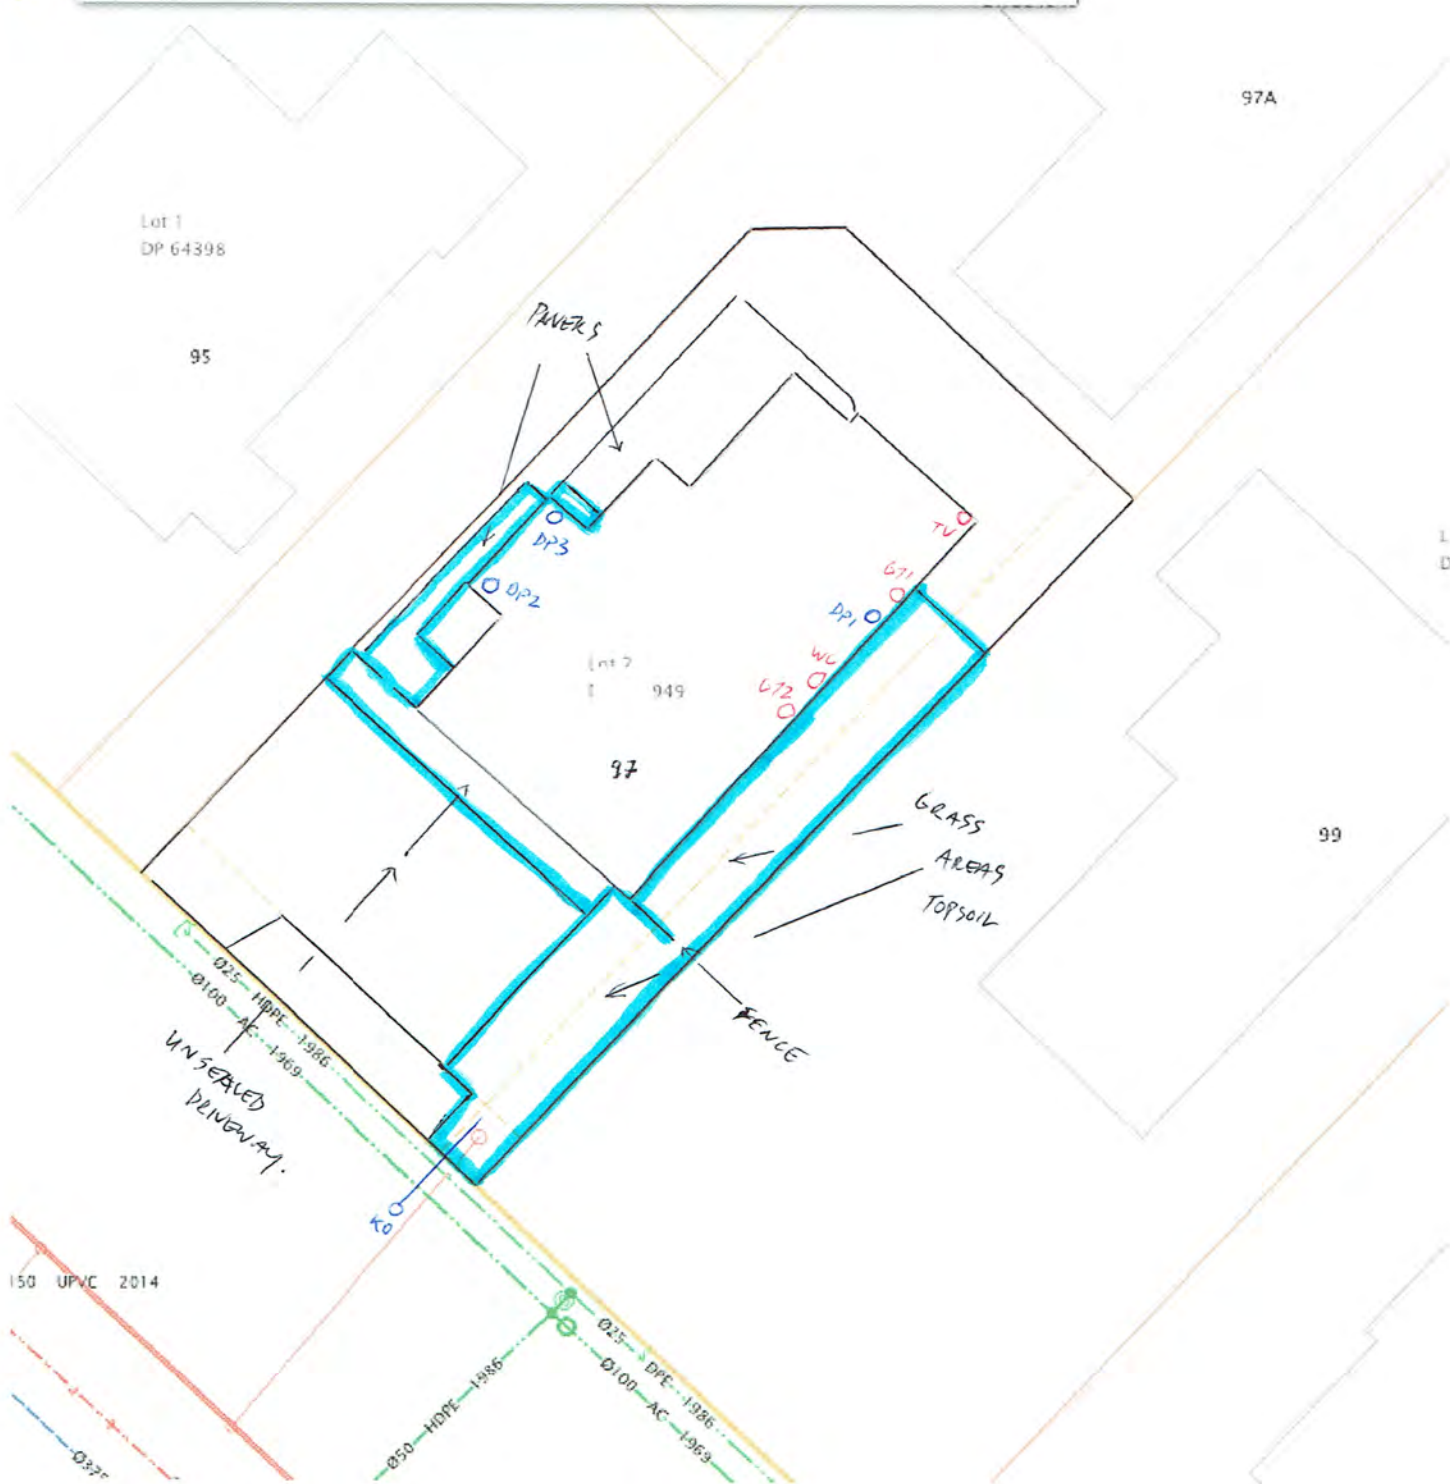 97A
Lot 1
DP 64398
95
PAVERS
DP3
DP2
TV
GT1
DP1
WC
GT2
Lot 2
949
97
GRASS
AREAS
TOPSOIL
99
FENCE
Ø25 HDPE 1986
Ø100 AC 1969
UNSEALED
DRIVEWAY.
KO
150 UPVC 2014
Ø25 DPE 1986
Ø100 AC 1969
Ø50 HDPE 1986